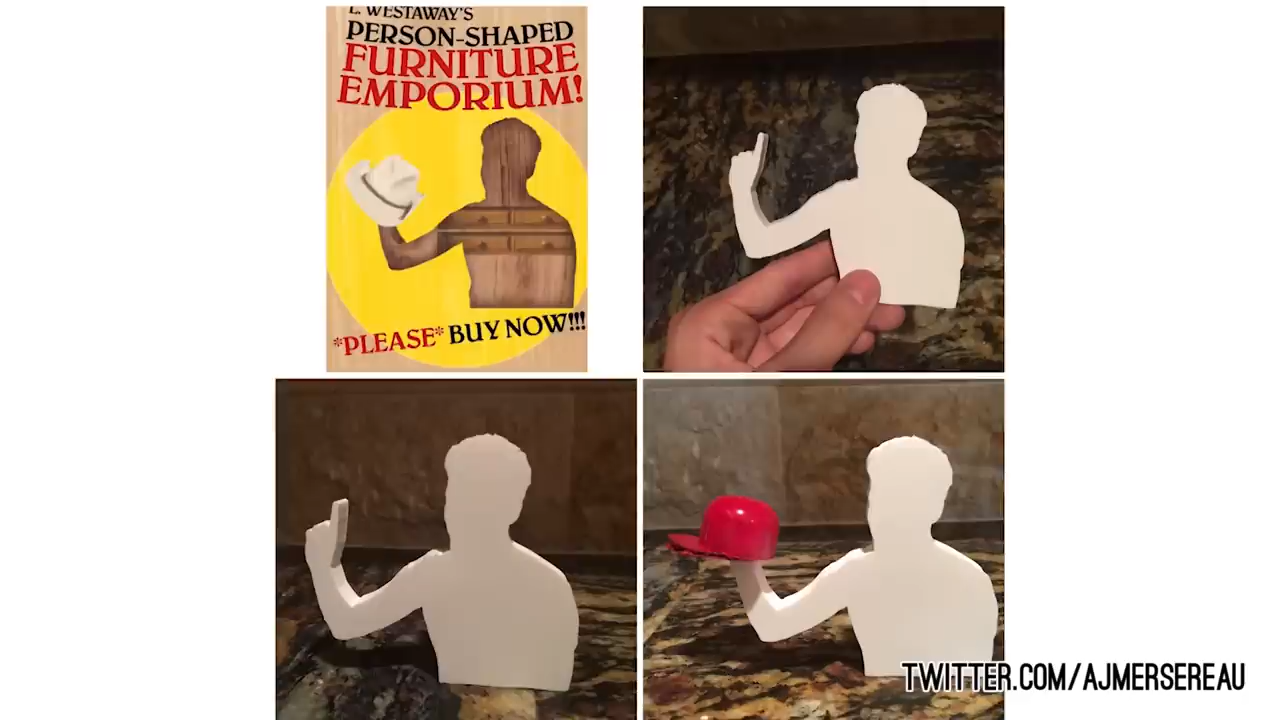 L. WESTAWAY'S
PERSON-SHAPED
FURNITURE
EMPORIUM!
*PLEASE* BUY NOW!!!
TWITTER.COM/AJMERSEREAU